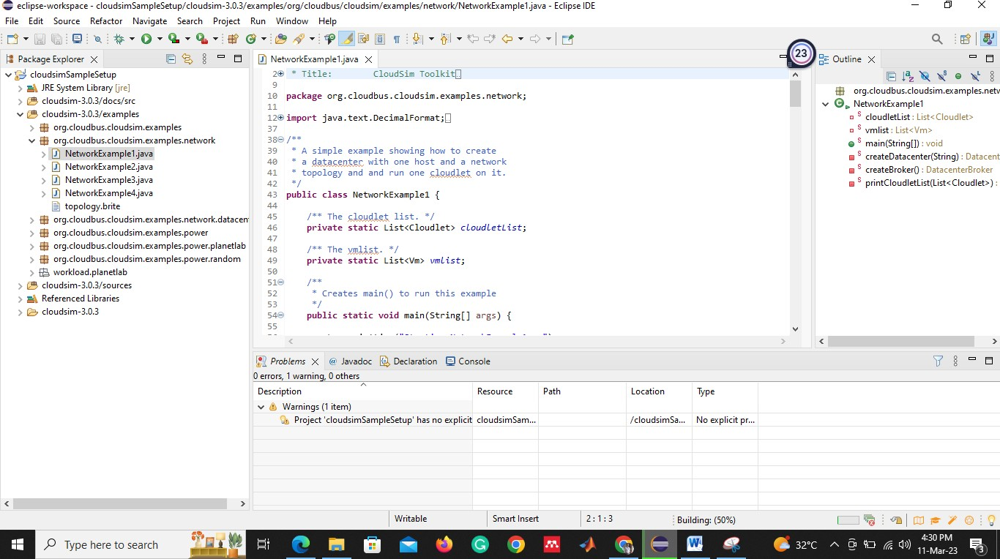 eclipse-workspace - cloudsimSampleSetup/cloudsim-3.0.3/examples/org/cloudbus/cloudsim/examples/network/NetworkExample1.java - Eclipse IDE
File Edit Source Refactor Navigate Search Project Run Window Help
Package Explorer
cloudsimSampleSetup
JRE System Library [jre]
cloudsim-3.0.3/docs/src
cloudsim-3.0.3/examples
org.cloudbus.cloudsim.examples
org.cloudbus.cloudsim.examples.network
NetworkExample1.java
NetworkExample2.java
NetworkExample3.java
NetworkExample4.java
topology.brite
org.cloudbus.cloudsim.examples.network.datacen
org.cloudbus.cloudsim.examples.power
org.cloudbus.cloudsim.examples.power.planetlab
org.cloudbus.cloudsim.examples.power.random
workload.planetlab
cloudsim-3.0.3/sources
Referenced Libraries
cloudsim-3.0.3
NetworkExample1.java
23
2 * Title: CloudSim Toolkit
9
10 package org.cloudbus.cloudsim.examples.network;
11
12 import java.text.DecimalFormat;
37
38 /**
39 * A simple example showing how to create
40 * a datacenter with one host and a network
41 * topology and and run one cloudlet on it.
42 */
43 public class NetworkExample1 {
44
45 /** The cloudlet list. */
46 private static List<Cloudlet> cloudletList;
47
48 /** The vmlist. */
49 private static List<Vm> vmlist;
50
51 /**
52 * Creates main() to run this example
53 */
54 public static void main(String[] args) {
55
Outline
org.cloudbus.cloudsim.examples.netw
NetworkExample1
cloudletList : List<Cloudlet>
vmlist : List<Vm>
main(String[]) : void
createDatacenter(String) : Datacent
createBroker() : DatacenterBroker
printCloudletList(List<Cloudlet>) :
Problems @ Javadoc Declaration Console
0 errors, 1 warning, 0 others
Description Resource Path Location Type
Warnings (1 item)
Project 'cloudsimSampleSetup' has no explicit cloudsimSam... /cloudsimSa... No explicit pr...
Writable Smart Insert 2 : 1 : 3 Building: (50%)
Type here to search
32°C
4:30 PM
11-Mar-23
3